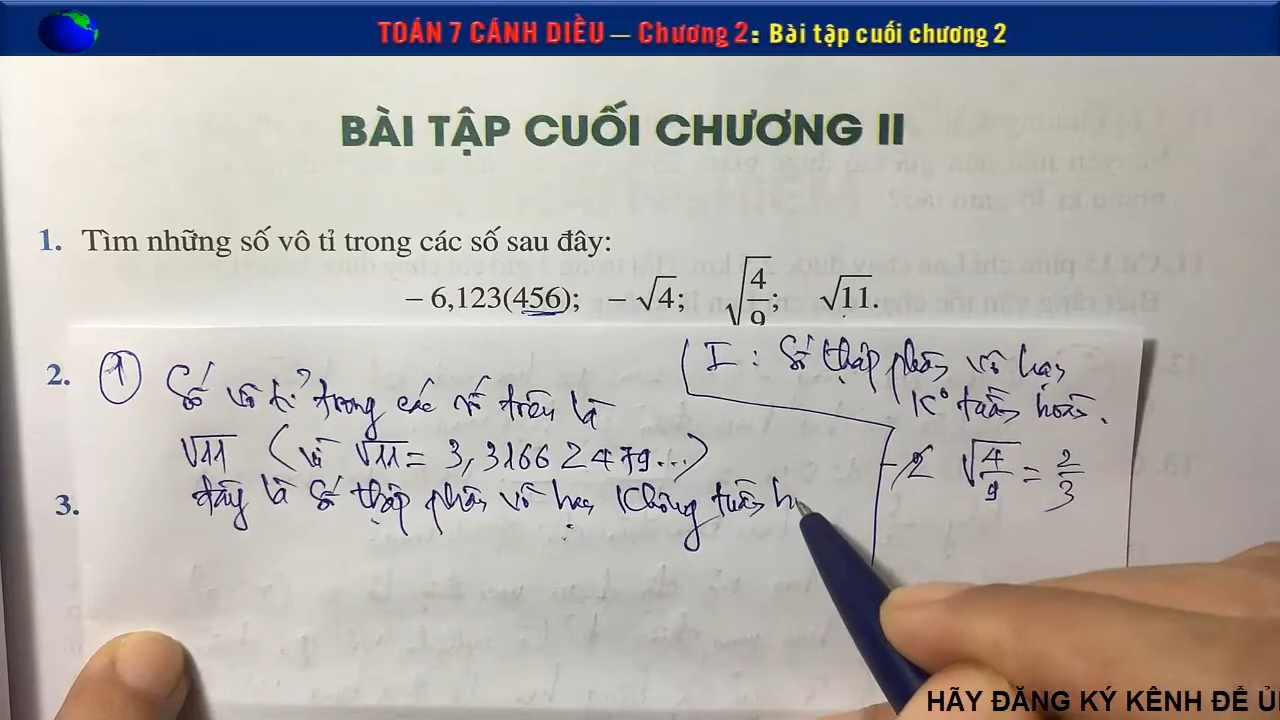 TOÁN 7 CÁNH DIỀU – Chương 2: Bài tập cuối chương 2
BÀI TẬP CUỐI CHƯƠNG II
1. Tìm những số vô tỉ trong các số sau đây:
– 6,123(456); – √4; √(4/9); √11.
2.
① Số vô tỉ trong các số trên là
√11 (vì √11 = 3,31662479...)
đây là số thập phân vô hạn không tuần h
I : Số thập phân vô hạn
K° tuần hoàn.
-2 √(4/9) = 2/3
3.
HÃY ĐĂNG KÝ KÊNH ĐỂ Ủ